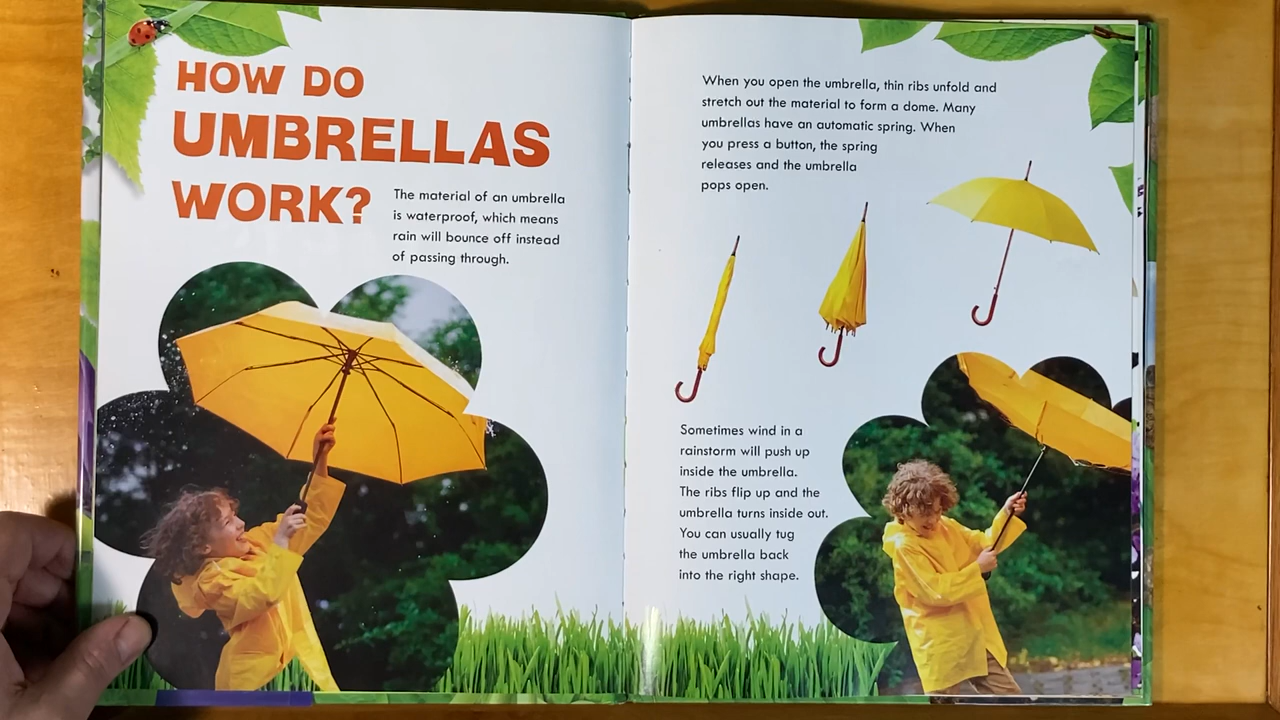 HOW DO
UMBRELLAS
WORK?
The material of an umbrella
is waterproof, which means
rain will bounce off instead
of passing through.
When you open the umbrella, thin ribs unfold and
stretch out the material to form a dome. Many
umbrellas have an automatic spring. When
you press a button, the spring
releases and the umbrella
pops open.
Sometimes wind in a
rainstorm will push up
inside the umbrella.
The ribs flip up and the
umbrella turns inside out.
You can usually tug
the umbrella back
into the right shape.